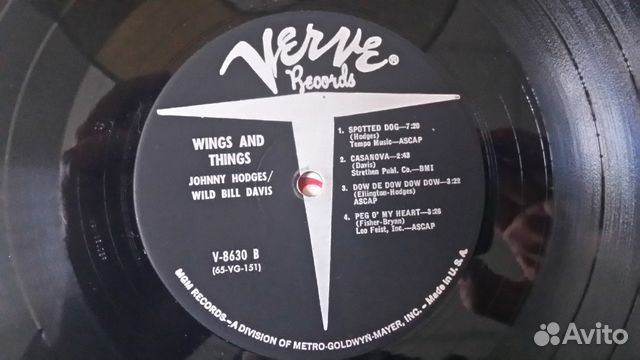 Verve®
Records
WINGS AND
THINGS
JOHNNY HODGES/
WILD BILL DAVIS
V-8630 B
(65-VG-151)
1. SPOTTED DOG—7:20
(Hodges)
Tempo Music—ASCAP
2. CASANOVA—2:43
(Davis)
Strethen Publ. Co.—BMI
3. DOW DE DOW DOW DOW—3:22
(Ellington-Hodges)
ASCAP
4. PEG O' MY HEART—3:26
(Fisher-Bryan)
Leo Feist, Inc.—ASCAP
MGM RECORDS—A DIVISION OF METRO-GOLDWYN-MAYER, INC. - Made in U.S.A.
Avito